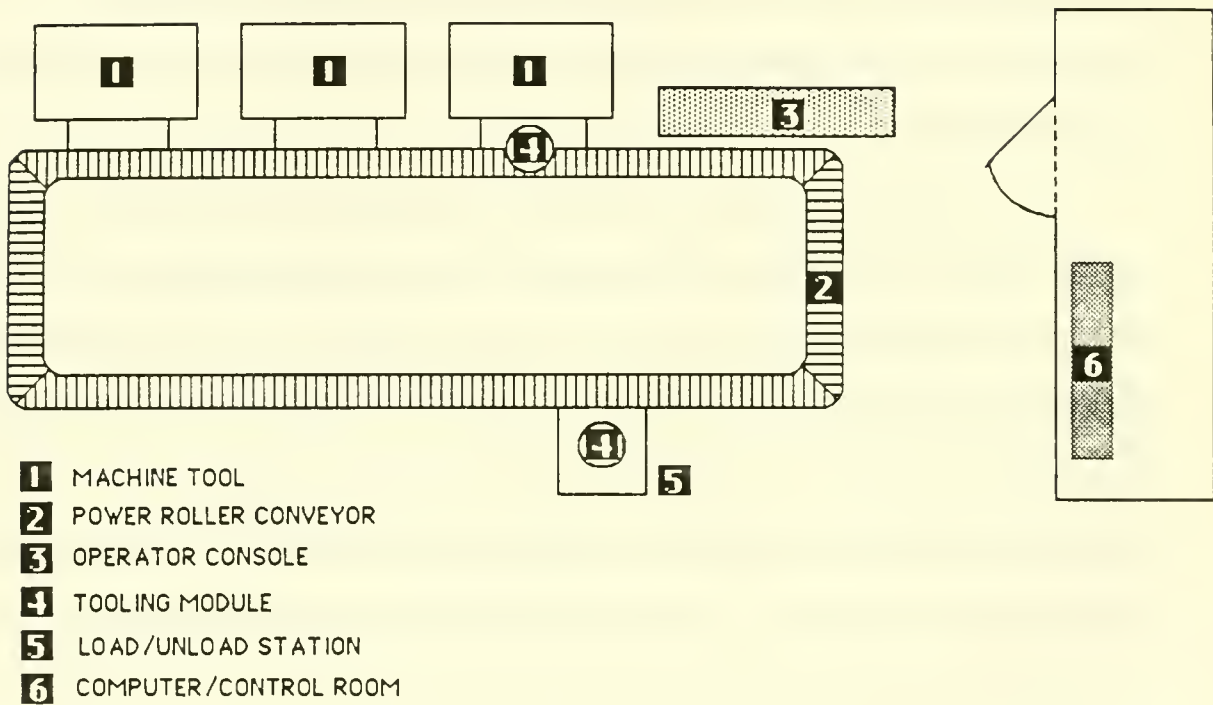 1 1 1
3
4
2
6
4
5
1 MACHINE TOOL
2 POWER ROLLER CONVEYOR
3 OPERATOR CONSOLE
4 TOOLING MODULE
5 LOAD/UNLOAD STATION
6 COMPUTER/CONTROL ROOM